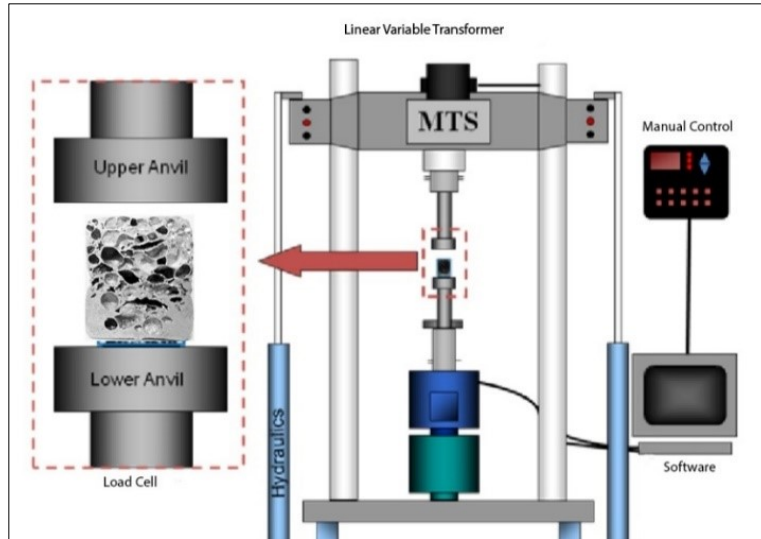 Linear Variable Transformer
MTS
Manual Control
Upper Anvil
Lower Anvil
Load Cell
Hydraulics
Software